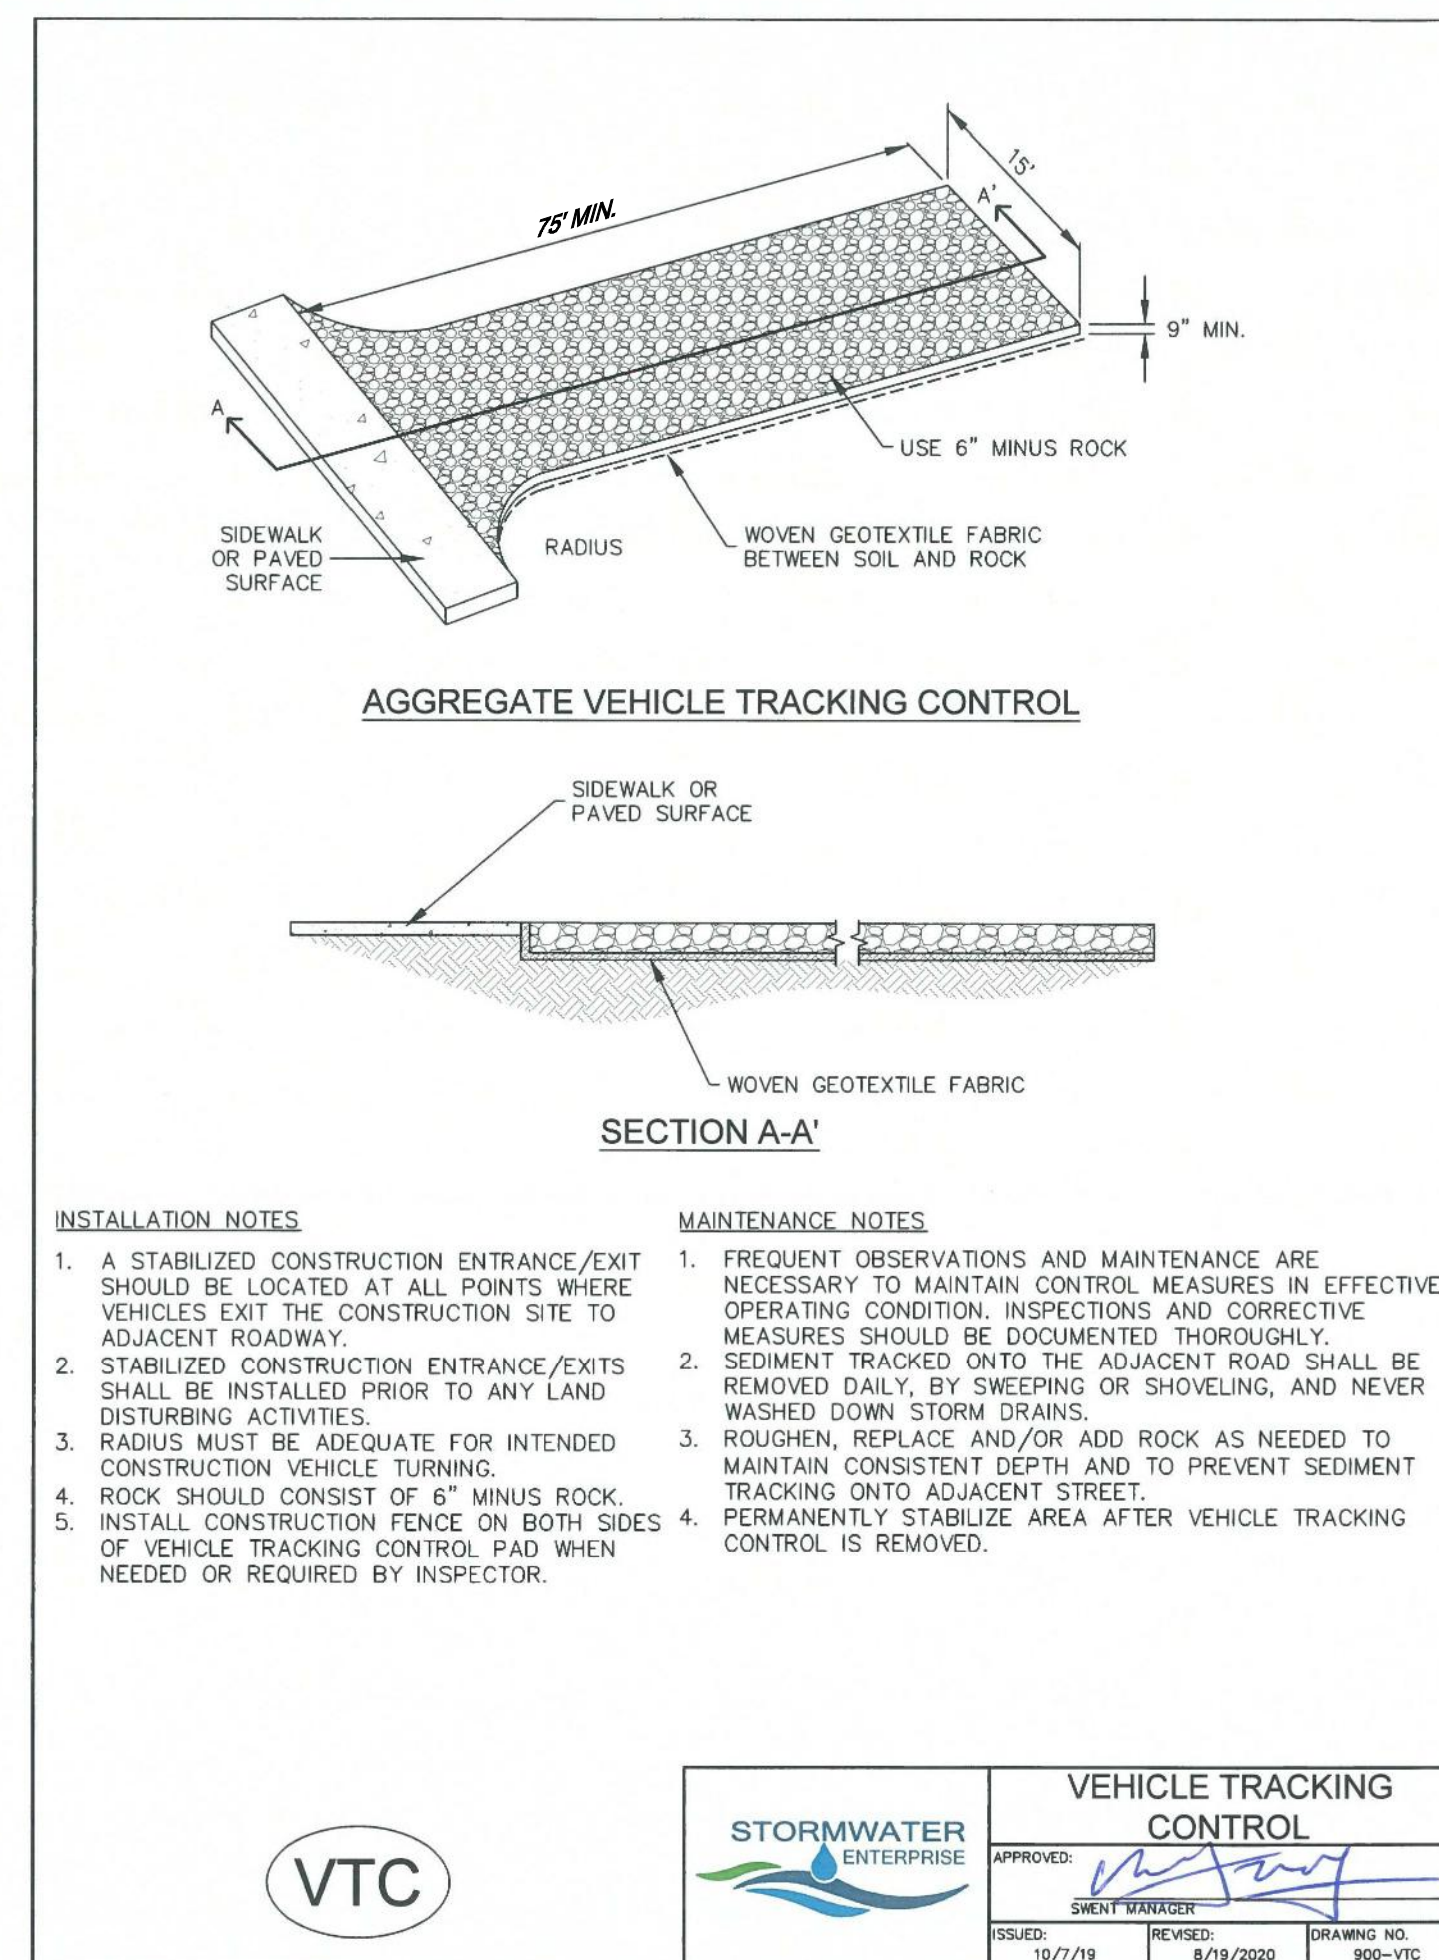 15'
A'
75' MIN.
9" MIN.
A
USE 6" MINUS ROCK
SIDEWALK
OR PAVED
SURFACE
RADIUS
WOVEN GEOTEXTILE FABRIC
BETWEEN SOIL AND ROCK
AGGREGATE VEHICLE TRACKING CONTROL
SIDEWALK OR
PAVED SURFACE
WOVEN GEOTEXTILE FABRIC
SECTION A-A'
INSTALLATION NOTES
1. A STABILIZED CONSTRUCTION ENTRANCE/EXIT
SHOULD BE LOCATED AT ALL POINTS WHERE
VEHICLES EXIT THE CONSTRUCTION SITE TO
ADJACENT ROADWAY.
2. STABILIZED CONSTRUCTION ENTRANCE/EXITS
SHALL BE INSTALLED PRIOR TO ANY LAND
DISTURBING ACTIVITIES.
3. RADIUS MUST BE ADEQUATE FOR INTENDED
CONSTRUCTION VEHICLE TURNING.
4. ROCK SHOULD CONSIST OF 6" MINUS ROCK.
5. INSTALL CONSTRUCTION FENCE ON BOTH SIDES
OF VEHICLE TRACKING CONTROL PAD WHEN
NEEDED OR REQUIRED BY INSPECTOR.
MAINTENANCE NOTES
1. FREQUENT OBSERVATIONS AND MAINTENANCE ARE
NECESSARY TO MAINTAIN CONTROL MEASURES IN EFFECTIVE
OPERATING CONDITION. INSPECTIONS AND CORRECTIVE
MEASURES SHOULD BE DOCUMENTED THOROUGHLY.
2. SEDIMENT TRACKED ONTO THE ADJACENT ROAD SHALL BE
REMOVED DAILY, BY SWEEPING OR SHOVELING, AND NEVER
WASHED DOWN STORM DRAINS.
3. ROUGHEN, REPLACE AND/OR ADD ROCK AS NEEDED TO
MAINTAIN CONSISTENT DEPTH AND TO PREVENT SEDIMENT
TRACKING ONTO ADJACENT STREET.
4. PERMANENTLY STABILIZE AREA AFTER VEHICLE TRACKING
CONTROL IS REMOVED.
VTC
STORMWATER
ENTERPRISE
VEHICLE TRACKING
CONTROL
APPROVED:
SWENT MANAGER
ISSUED:
10/7/19
REVISED:
8/19/2020
DRAWING NO.
900-VTC